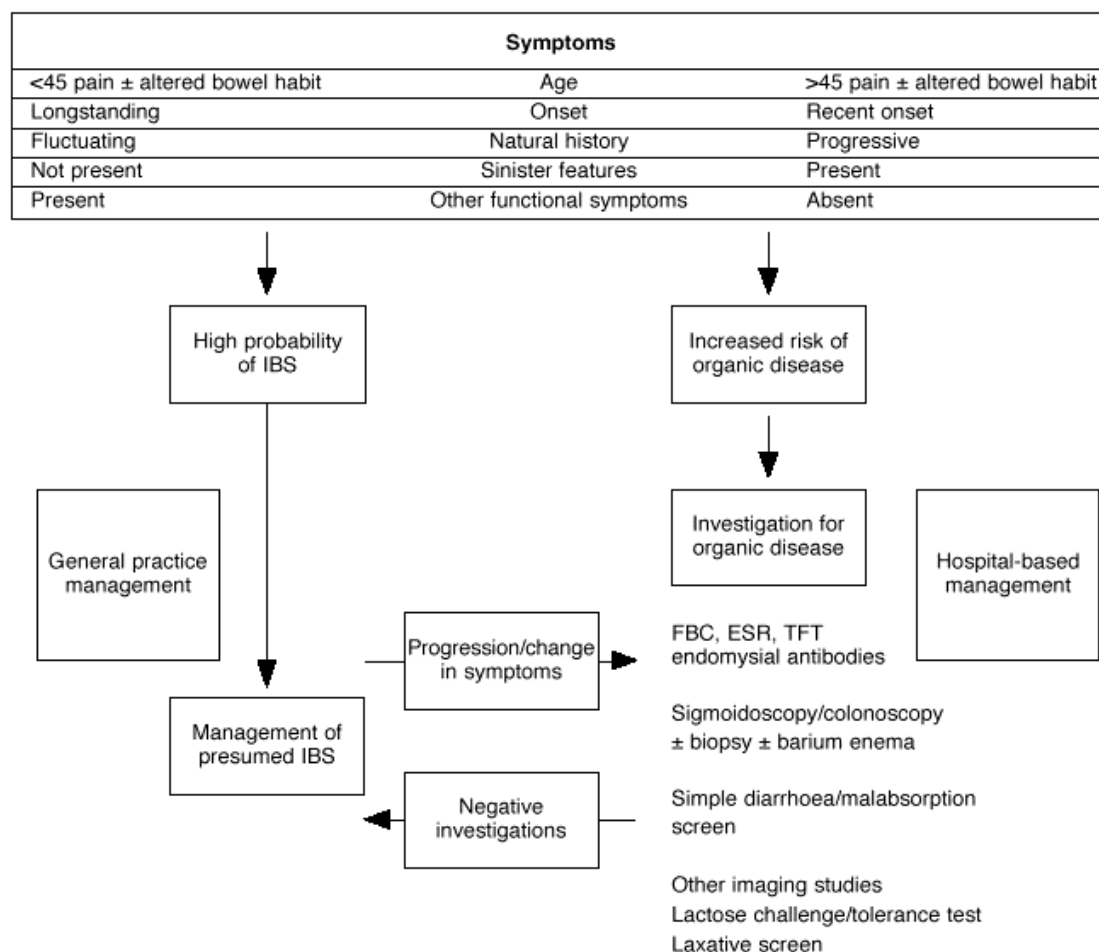 Symptoms
<45 pain ± altered bowel habit Age >45 pain ± altered bowel habit
Longstanding Onset Recent onset
Fluctuating Natural history Progressive
Not present Sinister features Present
Present Other functional symptoms Absent
High probability
of IBS
Increased risk of
organic disease
General practice
management
Investigation for
organic disease
Hospital-based
management
Progression/change
in symptoms
FBC, ESR, TFT
endomysial antibodies
Management of
presumed IBS
Sigmoidoscopy/colonoscopy
± biopsy ± barium enema
Negative
investigations
Simple diarrhoea/malabsorption
screen
Other imaging studies
Lactose challenge/tolerance test
Laxative screen